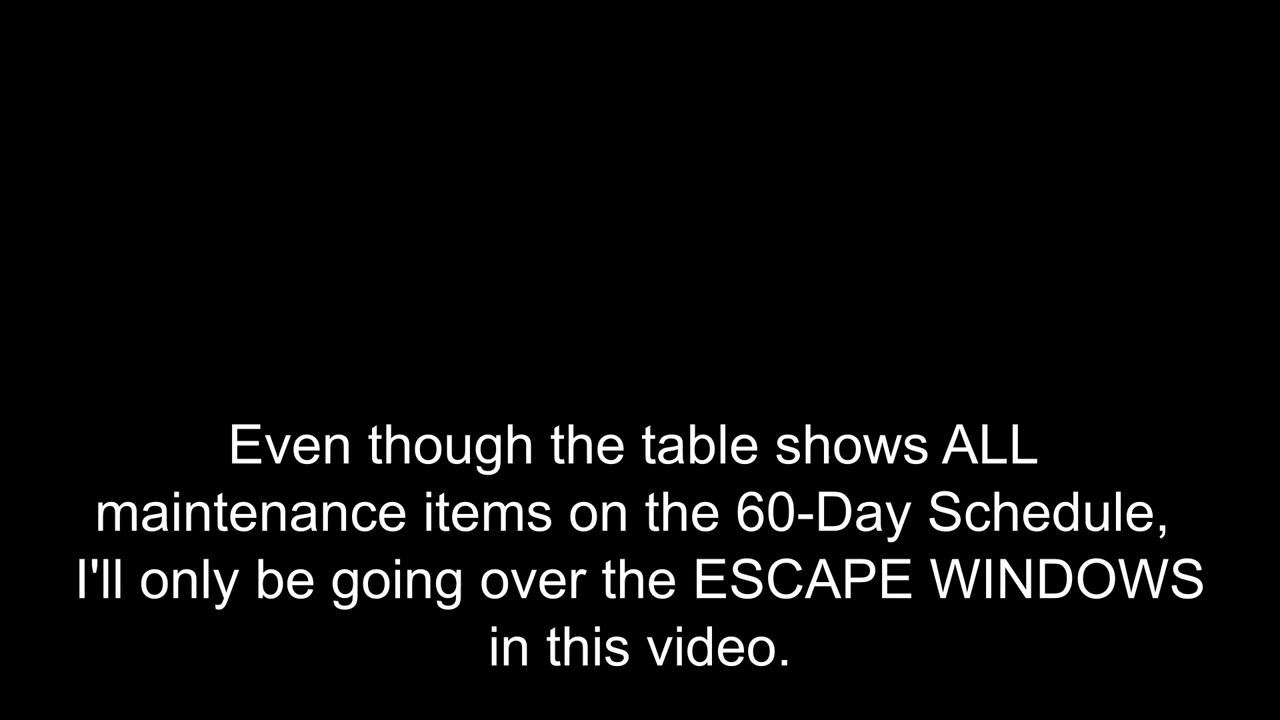 Even though the table shows ALL
maintenance items on the 60-Day Schedule,
I'll only be going over the ESCAPE WINDOWS
in this video.